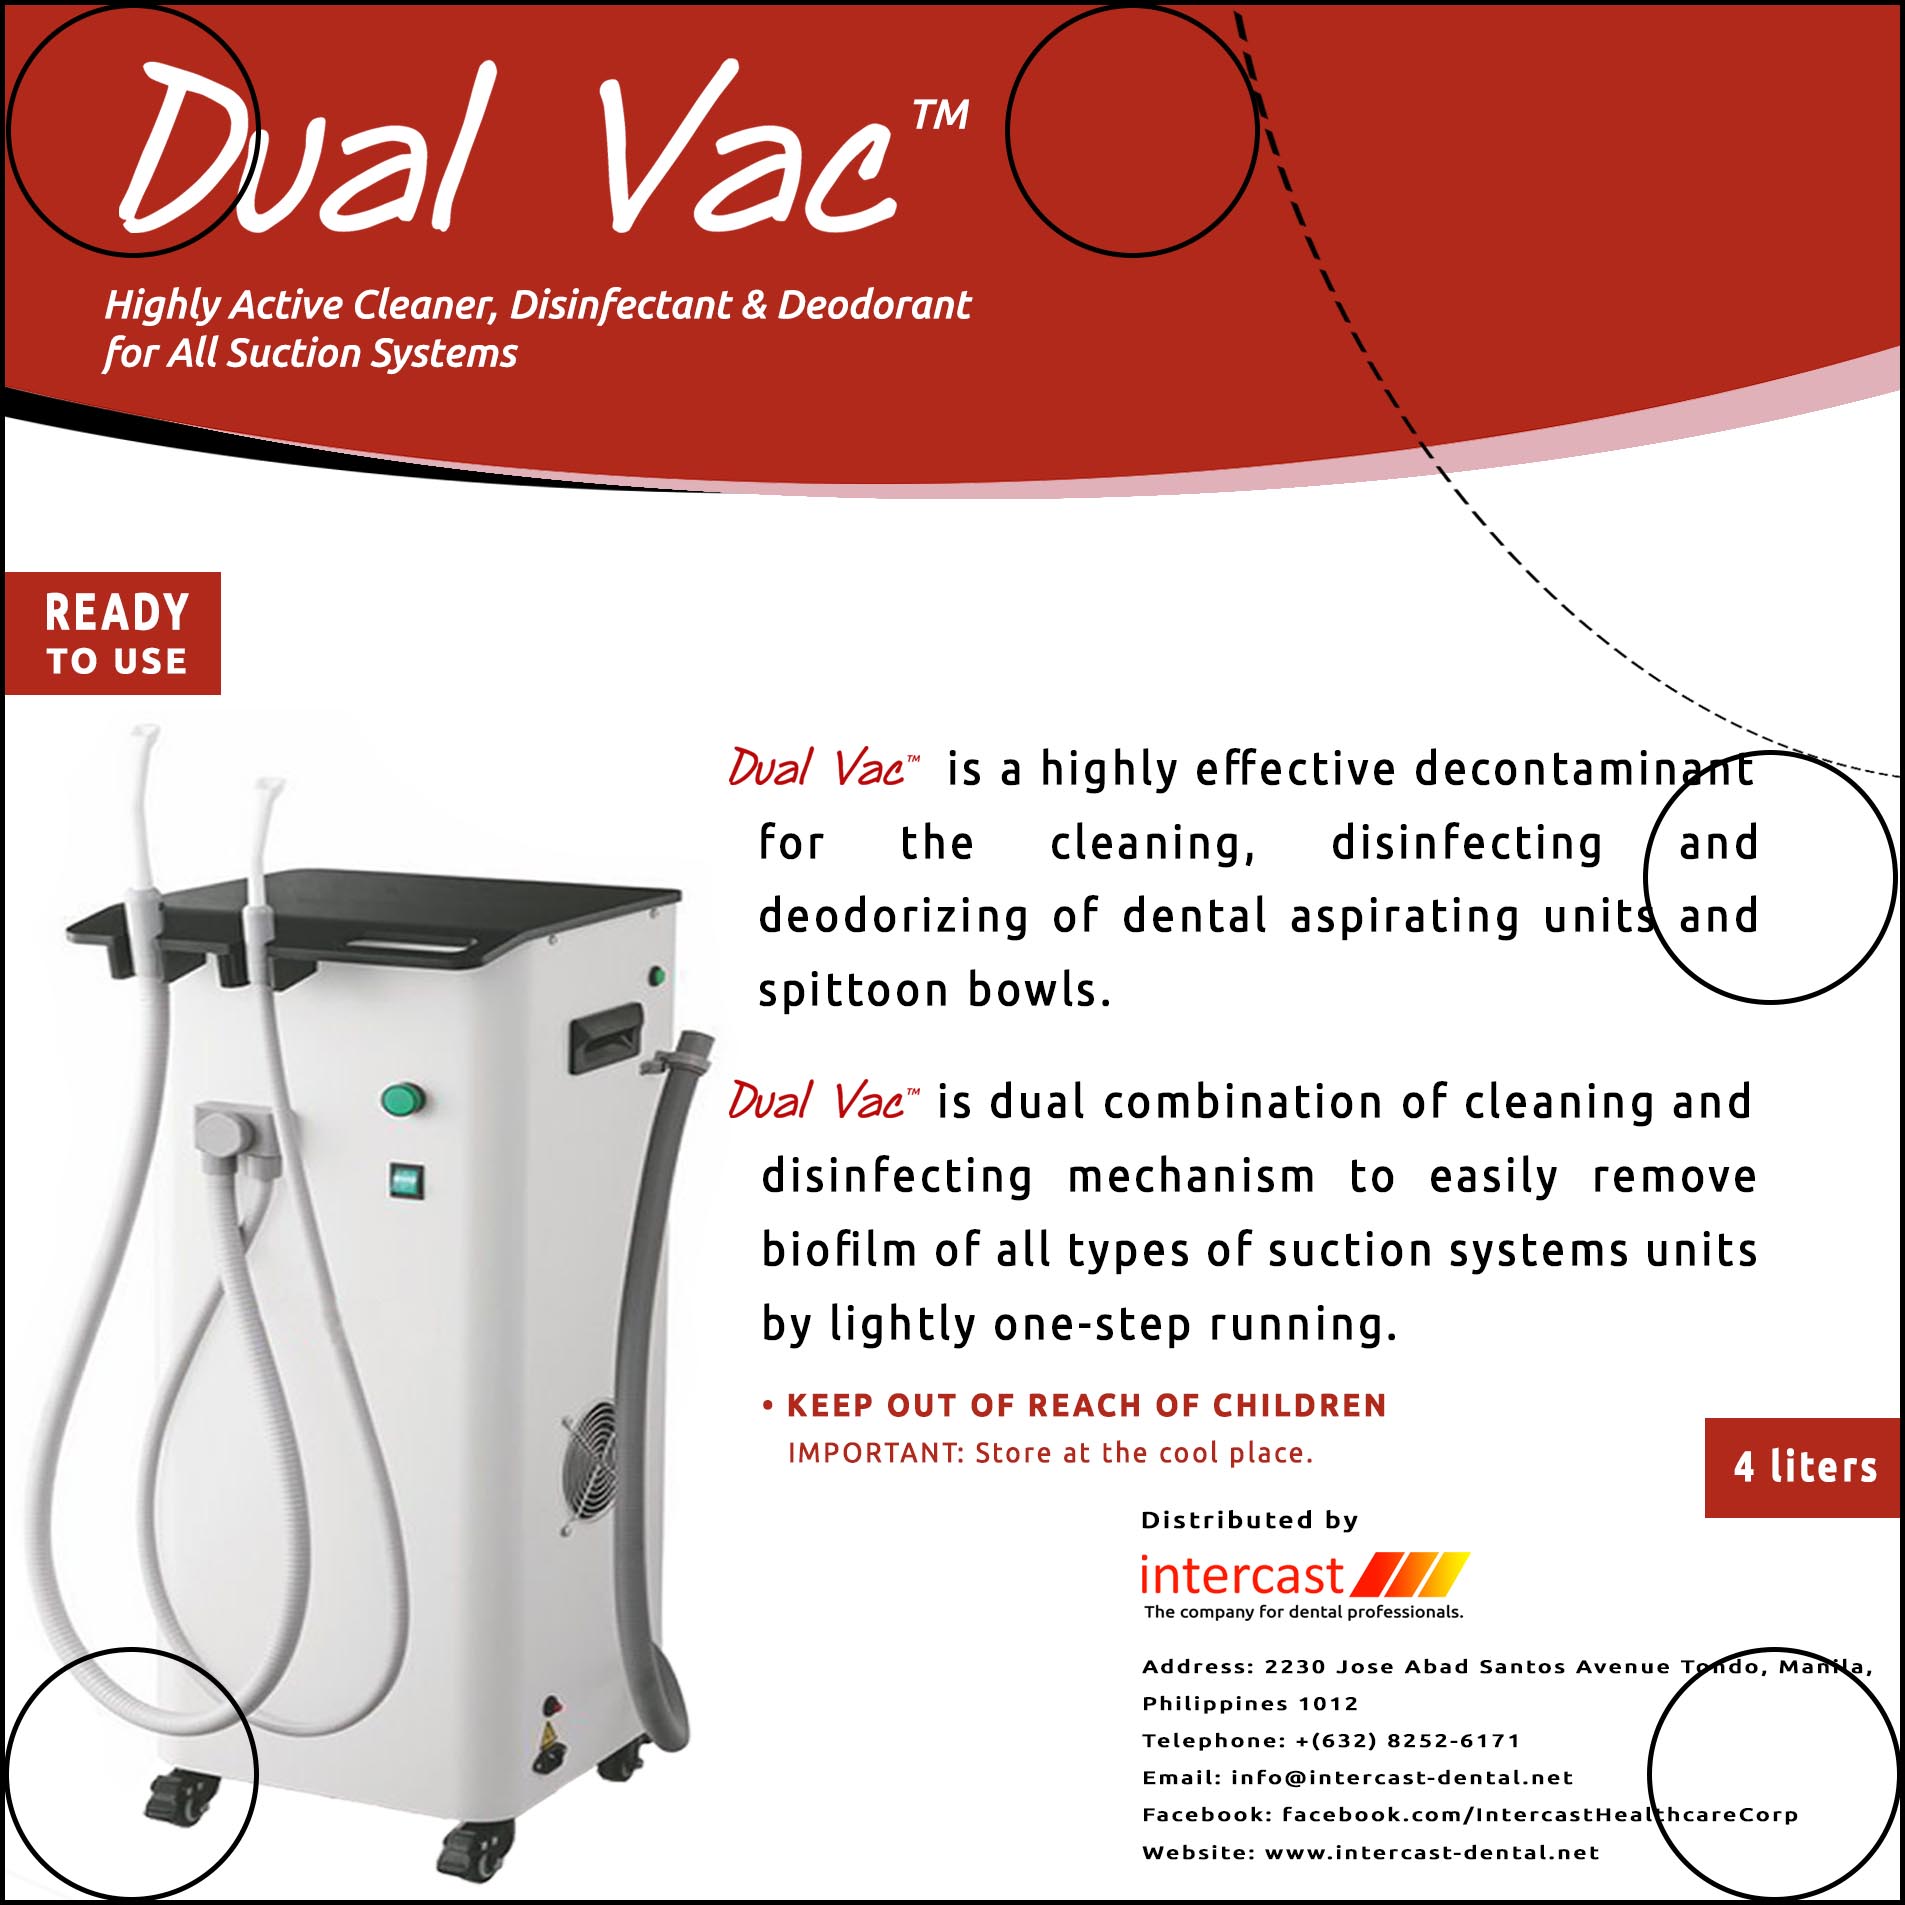 Dual Vac™
Highly Active Cleaner, Disinfectant & Deodorant
for All Suction Systems
READY
TO USE
Dual Vac™ is a highly effective decontaminant
for the cleaning, disinfecting and
deodorizing of dental aspirating units and
spittoon bowls.
Dual Vac™ is dual combination of cleaning and
disinfecting mechanism to easily remove
biofilm of all types of suction systems units
by lightly one-step running.
• KEEP OUT OF REACH OF CHILDREN
IMPORTANT: Store at the cool place.
4 liters
Distributed by
intercast
The company for dental professionals.
Address: 2230 Jose Abad Santos Avenue Tondo, Manila,
Philippines 1012
Telephone: +(632) 8252-6171
Email: info@intercast-dental.net
Facebook: facebook.com/IntercastHealthcareCorp
Website: www.intercast-dental.net